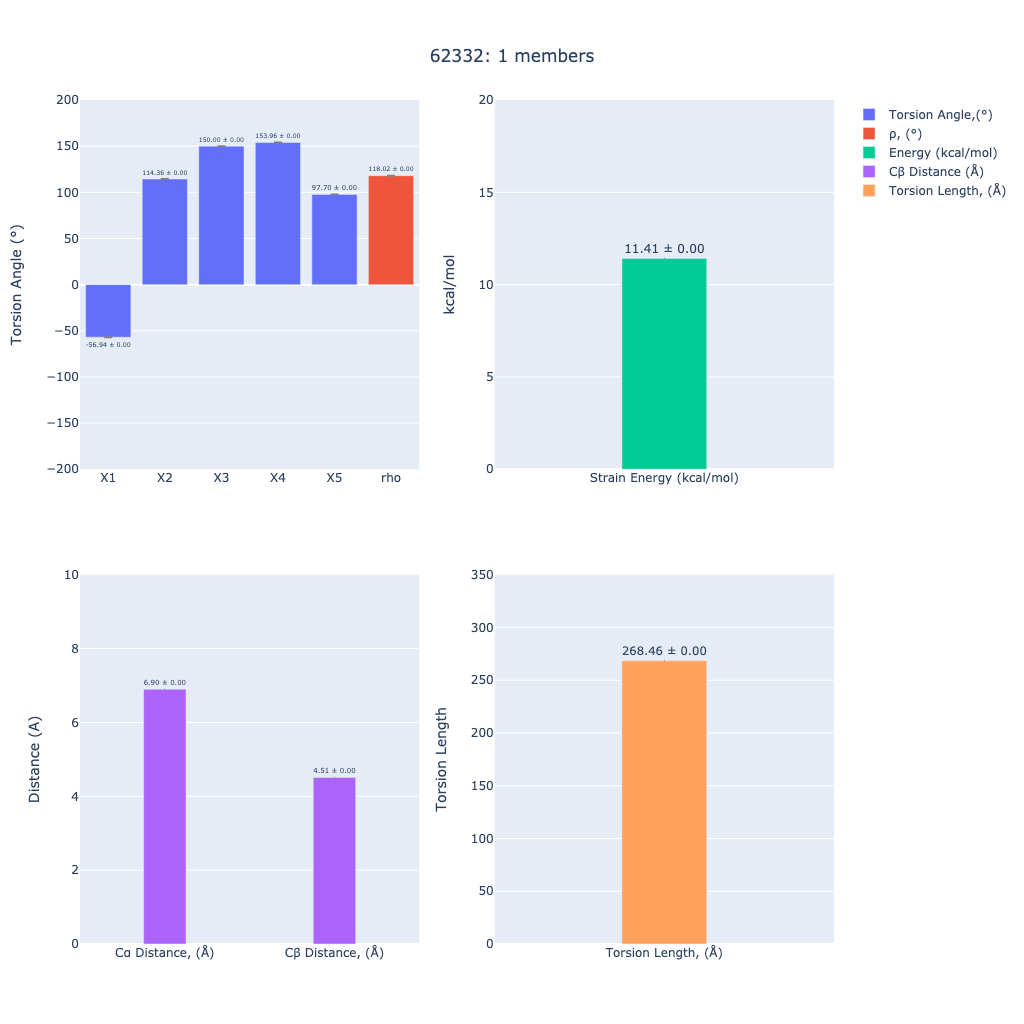 62332: 1 members
200
150
100
50
0
−50
−100
−150
−200
Torsion Angle (°)
-56.94 ± 0.00
114.36 ± 0.00
150.00 ± 0.00
153.96 ± 0.00
97.70 ± 0.00
118.02 ± 0.00
X1 X2 X3 X4 X5 rho
20
15
10
5
0
kcal/mol
11.41 ± 0.00
Strain Energy (kcal/mol)
Torsion Angle,(°)
ρ, (°)
Energy (kcal/mol)
Cβ Distance (Å)
Torsion Length, (Å)
10
8
6
4
2
0
Distance (A)
6.90 ± 0.00
4.51 ± 0.00
Cα Distance, (Å) Cβ Distance, (Å)
350
300
250
200
150
100
50
0
Torsion Length
268.46 ± 0.00
Torsion Length, (Å)